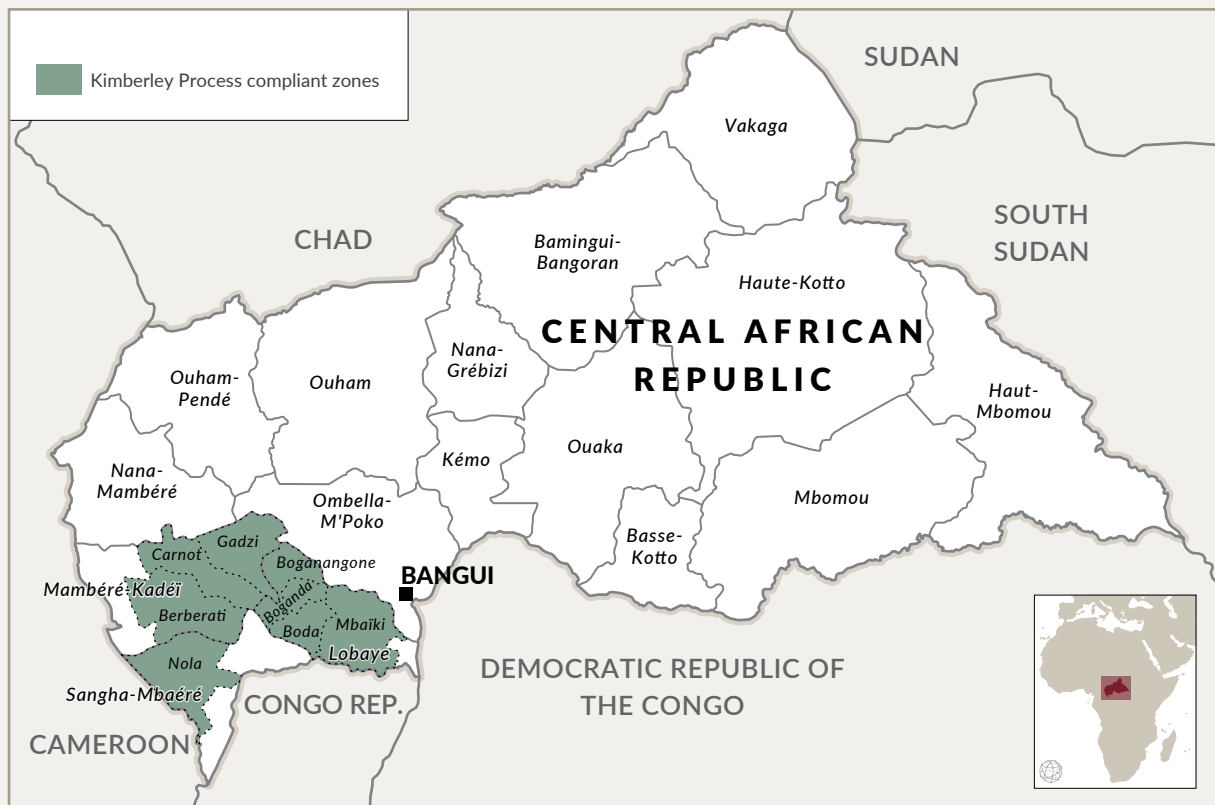 Kimberley Process compliant zones
SUDAN
Vakaga
SOUTH
SUDAN
CHAD
Bamingui-
Bangoran
Haute-Kotto
CENTRAL AFRICAN
REPUBLIC
Nana-
Grébizi
Ouham-
Pendé
Ouham
Haut-
Mbomou
Ouaka
Kémo
Nana-
Mambéré
Mbomou
Ombella-
M'Poko
Basse-
Kotto
Gadzi
Carnot
Boganangone
BANGUI
Mambéré-Kadéï
Boganda
Berberati
Mbaïki
Boda
Lobaye
Nola
Sangha-Mbaéré
DEMOCRATIC REPUBLIC OF
THE CONGO
CONGO REP.
CAMEROON